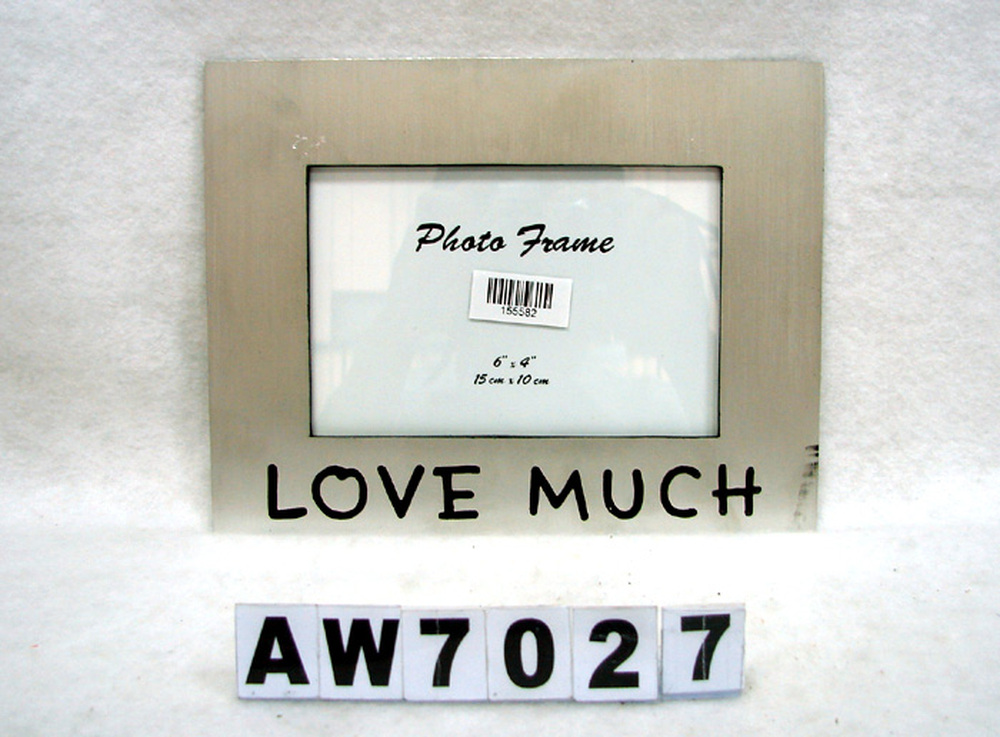 Photo Frame
155582
6" x 4"
15 cm x 10 cm
LOVE MUCH
AW7027